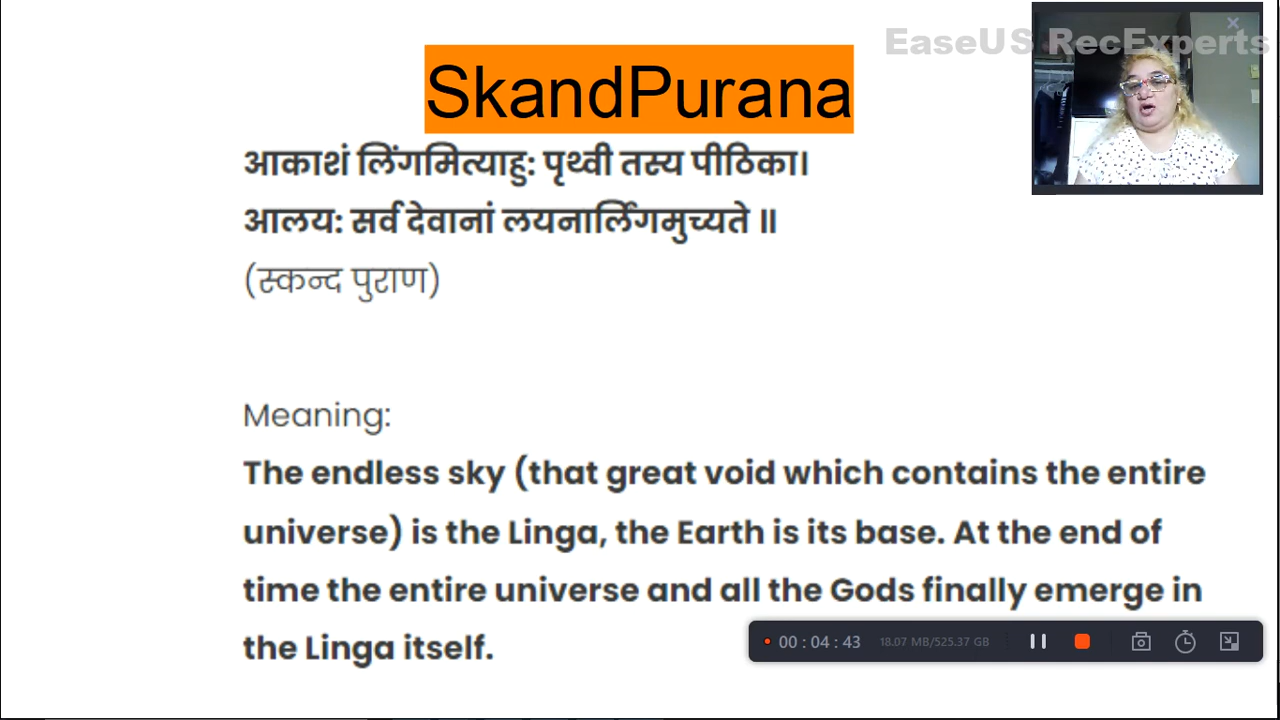 EaseUS RecExperts
SkandPurana
आकाशं लिंगमित्याहु: पृथ्वी तस्य पीठिका।
आलय: सर्व देवानां लयनार्लिगमुच्यते ॥
(स्कन्द पुराण)
Meaning:
The endless sky (that great void which contains the entire
universe) is the Linga, the Earth is its base. At the end of
time the entire universe and all the Gods finally emerge in
the Linga itself.
00 : 04 : 43 18.07 MB/525.37 GB